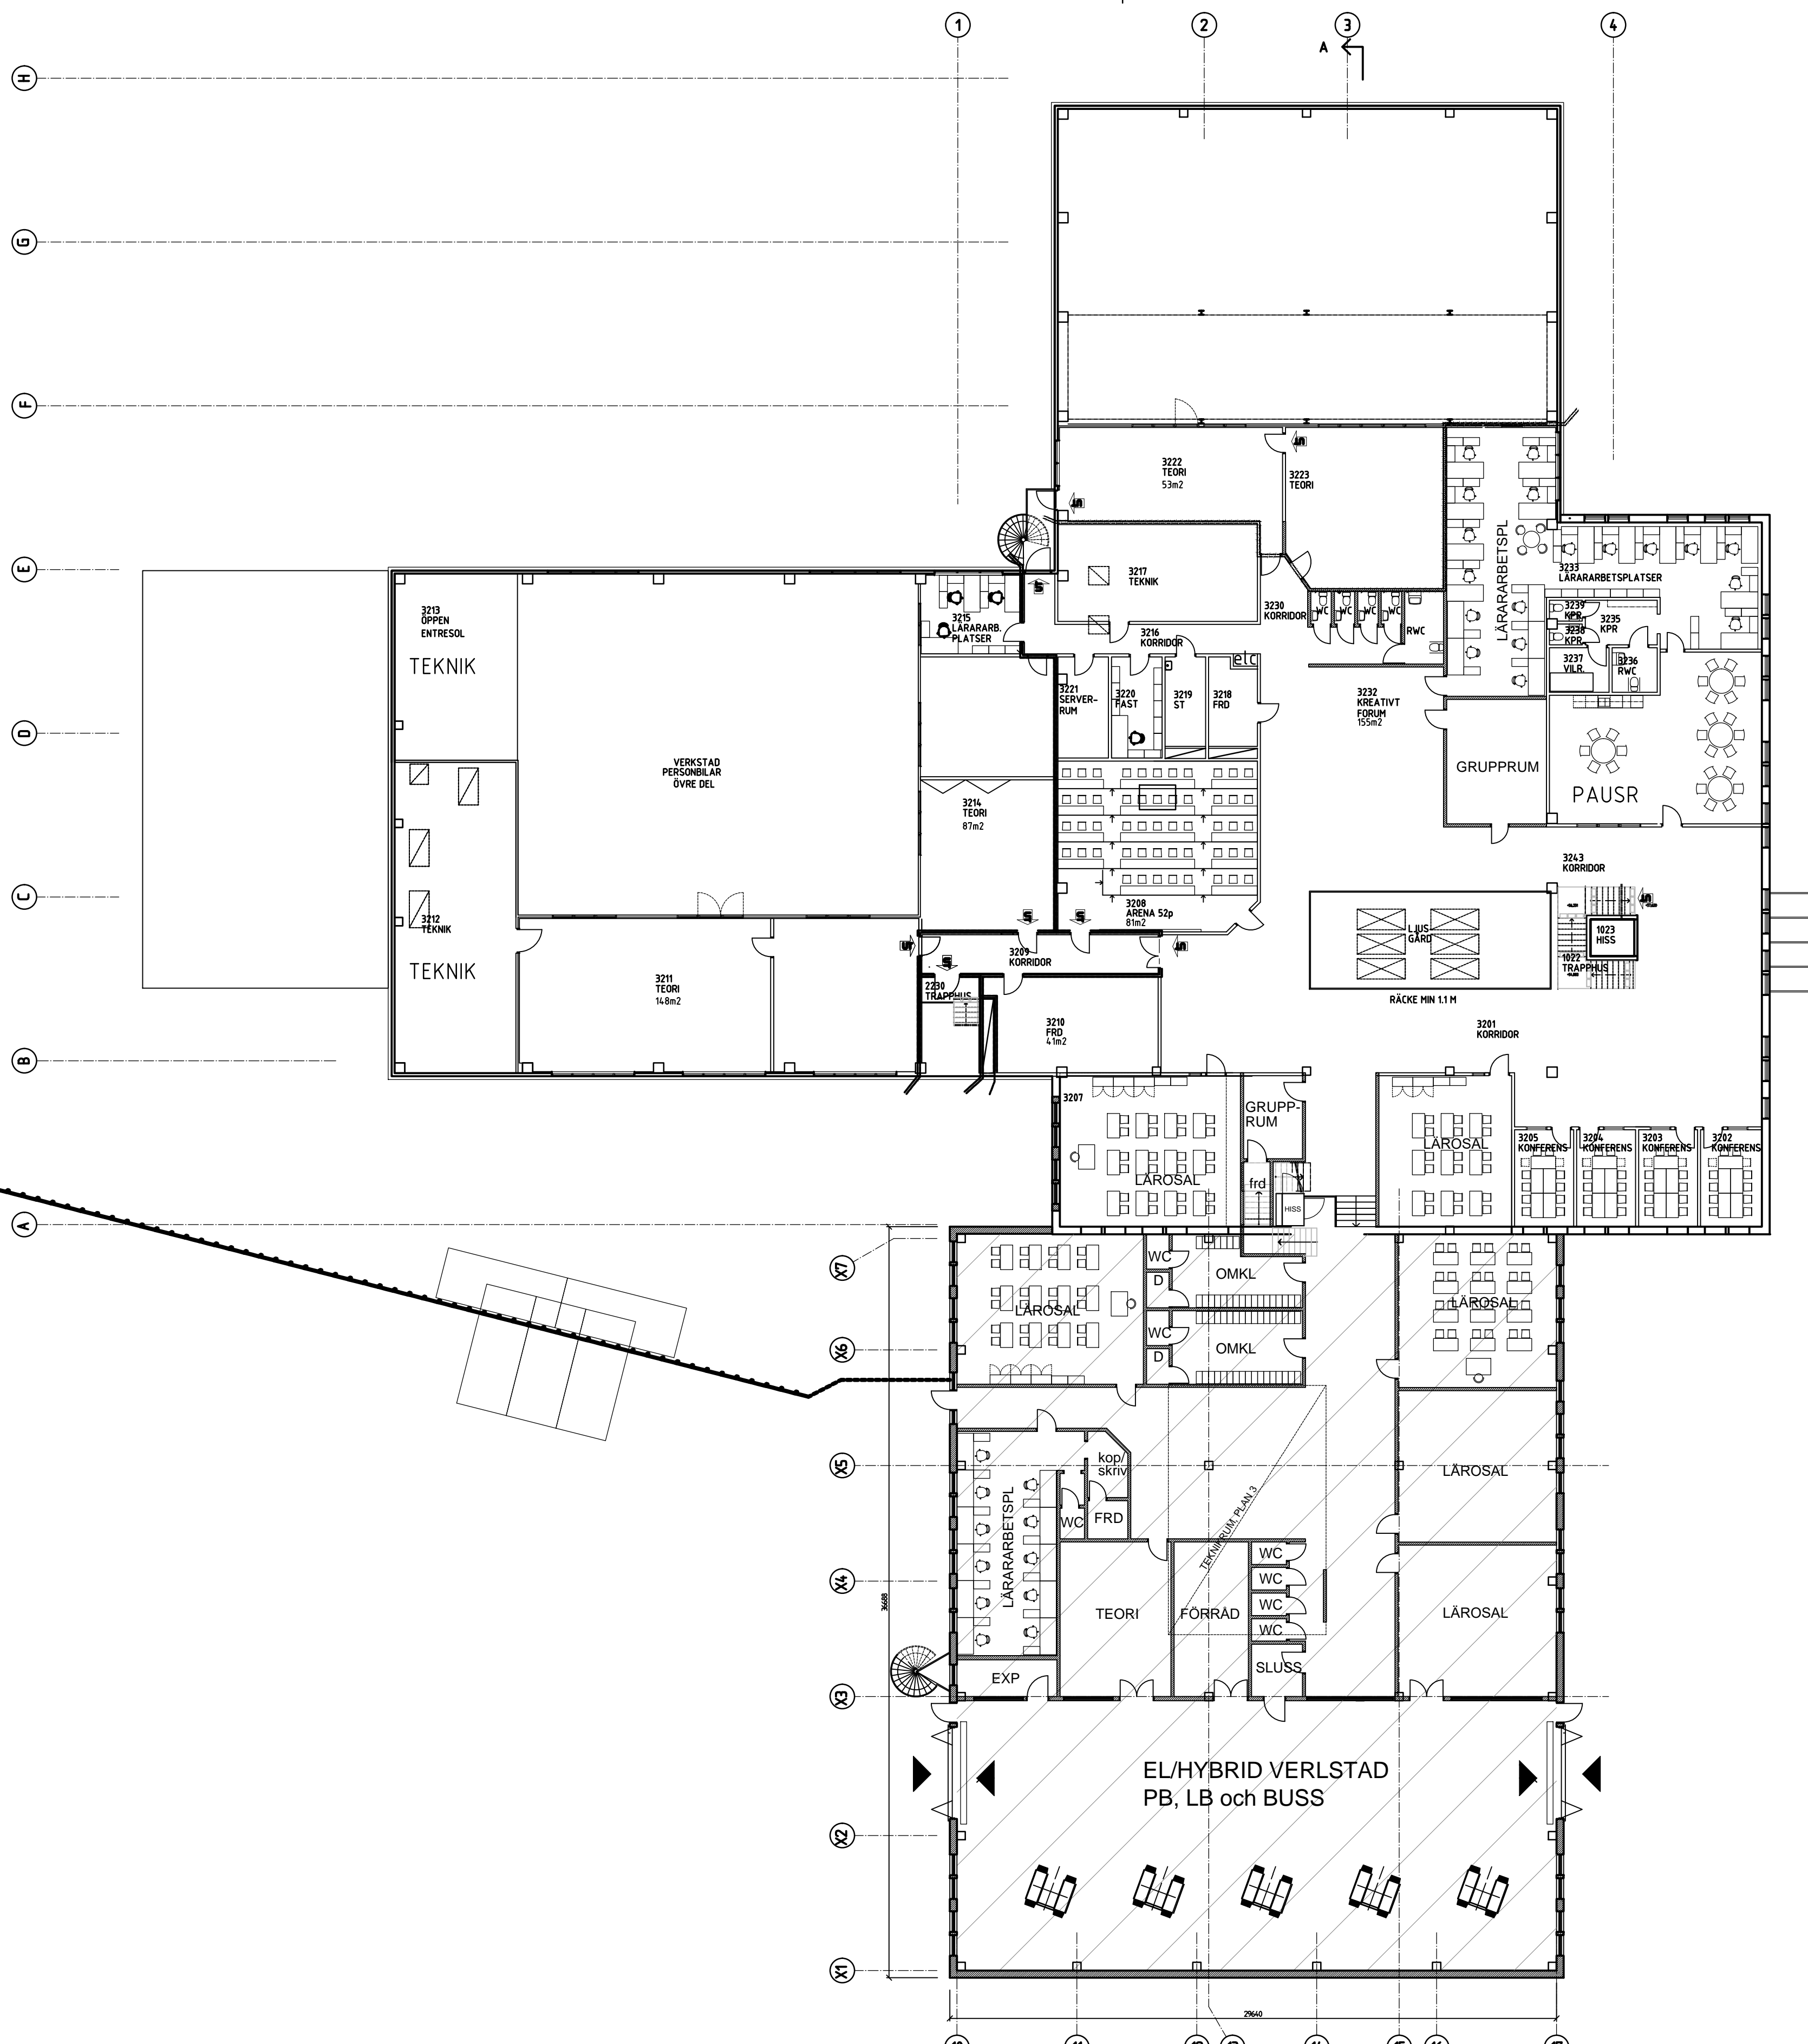 1
2
3
4
A
H
G
F
E
D
C
B
A
3222
TEORI
53m2
3223
TEORI
3217
TEKNIK
3230
KORRIDOR
WC
WC
WC
WC
RWC
LÄRARARBETSPL
3233
LÄRARARBETSPLATSER
3239
KPR
3238
KPR
3235
KPR
3237
VILR.
3236
RWC
3213
ÖPPEN
ENTRESOL
TEKNIK
3215
LÄRARARB.
PLATSER
3216
KORRIDOR
etc
3221
SERVER-
RUM
3220
FAST
3219
ST
3218
FRD
3232
KREATIVT
FORUM
155m2
GRUPPRUM
PAUSR
VERKSTAD
PERSONBILAR
ÖVRE DEL
3214
TEORI
87m2
3212
TEKNIK
TEKNIK
3208
ARENA 52p
81m2
3243
KORRIDOR
LJUS
GÅRD
1023
HISS
1022
TRAPPHUS
RÄCKE MIN 1.1 M
3209
KORRIDOR
3211
TEORI
148m2
2230
TRAPPHUS
3210
FRD
41m2
3201
KORRIDOR
3207
LÄROSAL
GRUPP-
RUM
frd
HISS
LÄROSAL
3205
KONFERENS
3204
KONFERENS
3203
KONFERENS
3202
KONFERENS
X7
X6
X5
X4
X3
X2
X1
LÄROSAL
WC
D
OMKL
WC
D
OMKL
LÄROSAL
kop/
skriv
LÄRARARBETSPL
WC
FRD
TEKNIKRUM, PLAN 3
LÄROSAL
WC
WC
WC
WC
TEORI
FÖRRÅD
LÄROSAL
SLUSS
EXP
36688
EL/HYBRID VERLSTAD
PB, LB och BUSS
29640